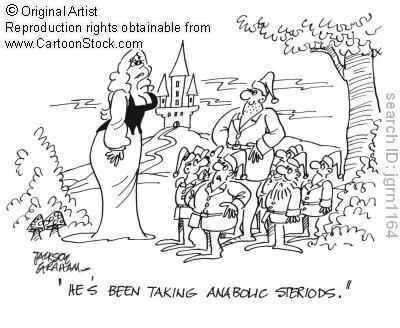 © Original Artist
Reproduction rights obtainable from
www.CartoonStock.com
search ID: jgrn1164
JACKSON
GRAHAM
"HE'S BEEN TAKING ANABOLIC STERIODS."